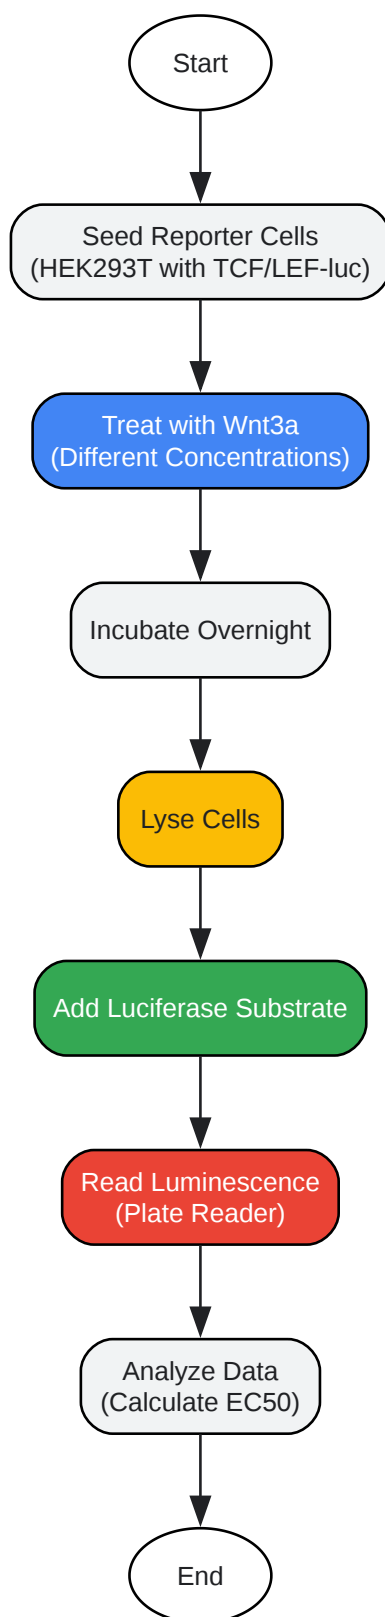 Start
Seed Reporter Cells
(HEK293T with TCF/LEF-luc)
Treat with Wnt3a
(Different Concentrations)
Incubate Overnight
Lyse Cells
Add Luciferase Substrate
Read Luminescence
(Plate Reader)
Analyze Data
(Calculate EC50)
End